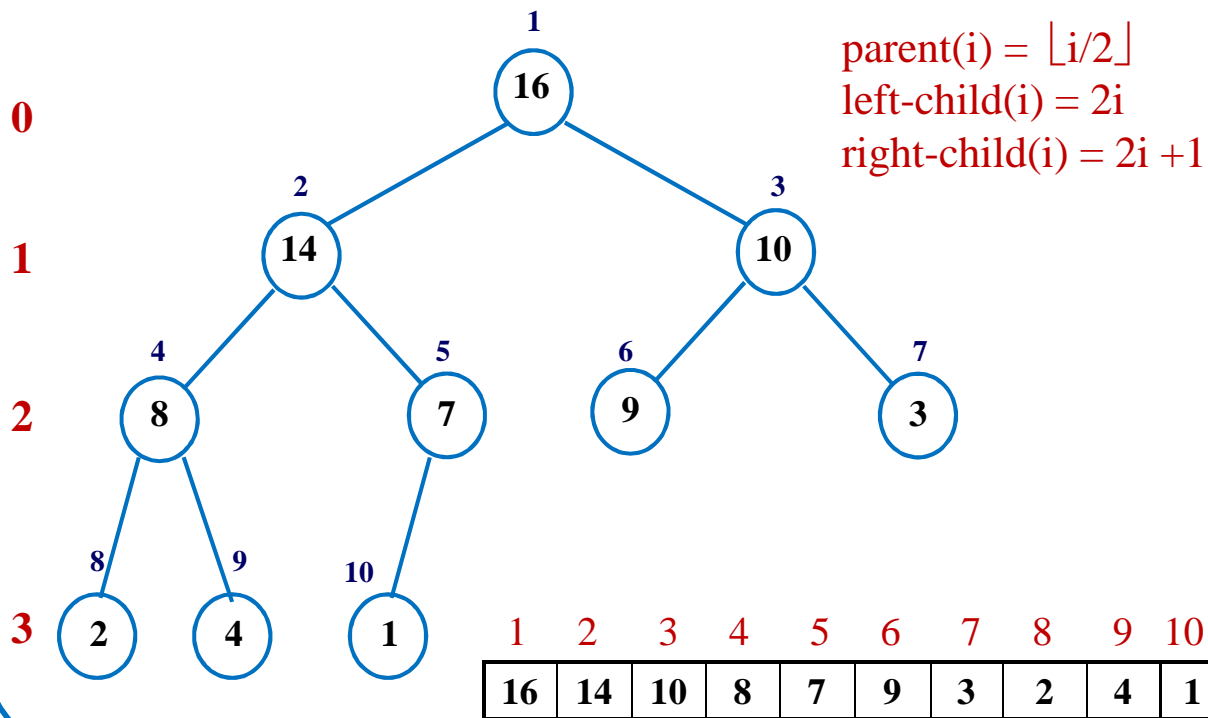 1
parent(i) = ⌊i/2⌋
16
left-child(i) = 2i
0
right-child(i) = 2i +1
2 3
14 10
1
4 5 6 7
8 7 9 3
2
8 9 10
2 4 1
3
1 2 3 4 5 6 7 8 9 10
16 14 10 8 7 9 3 2 4 1